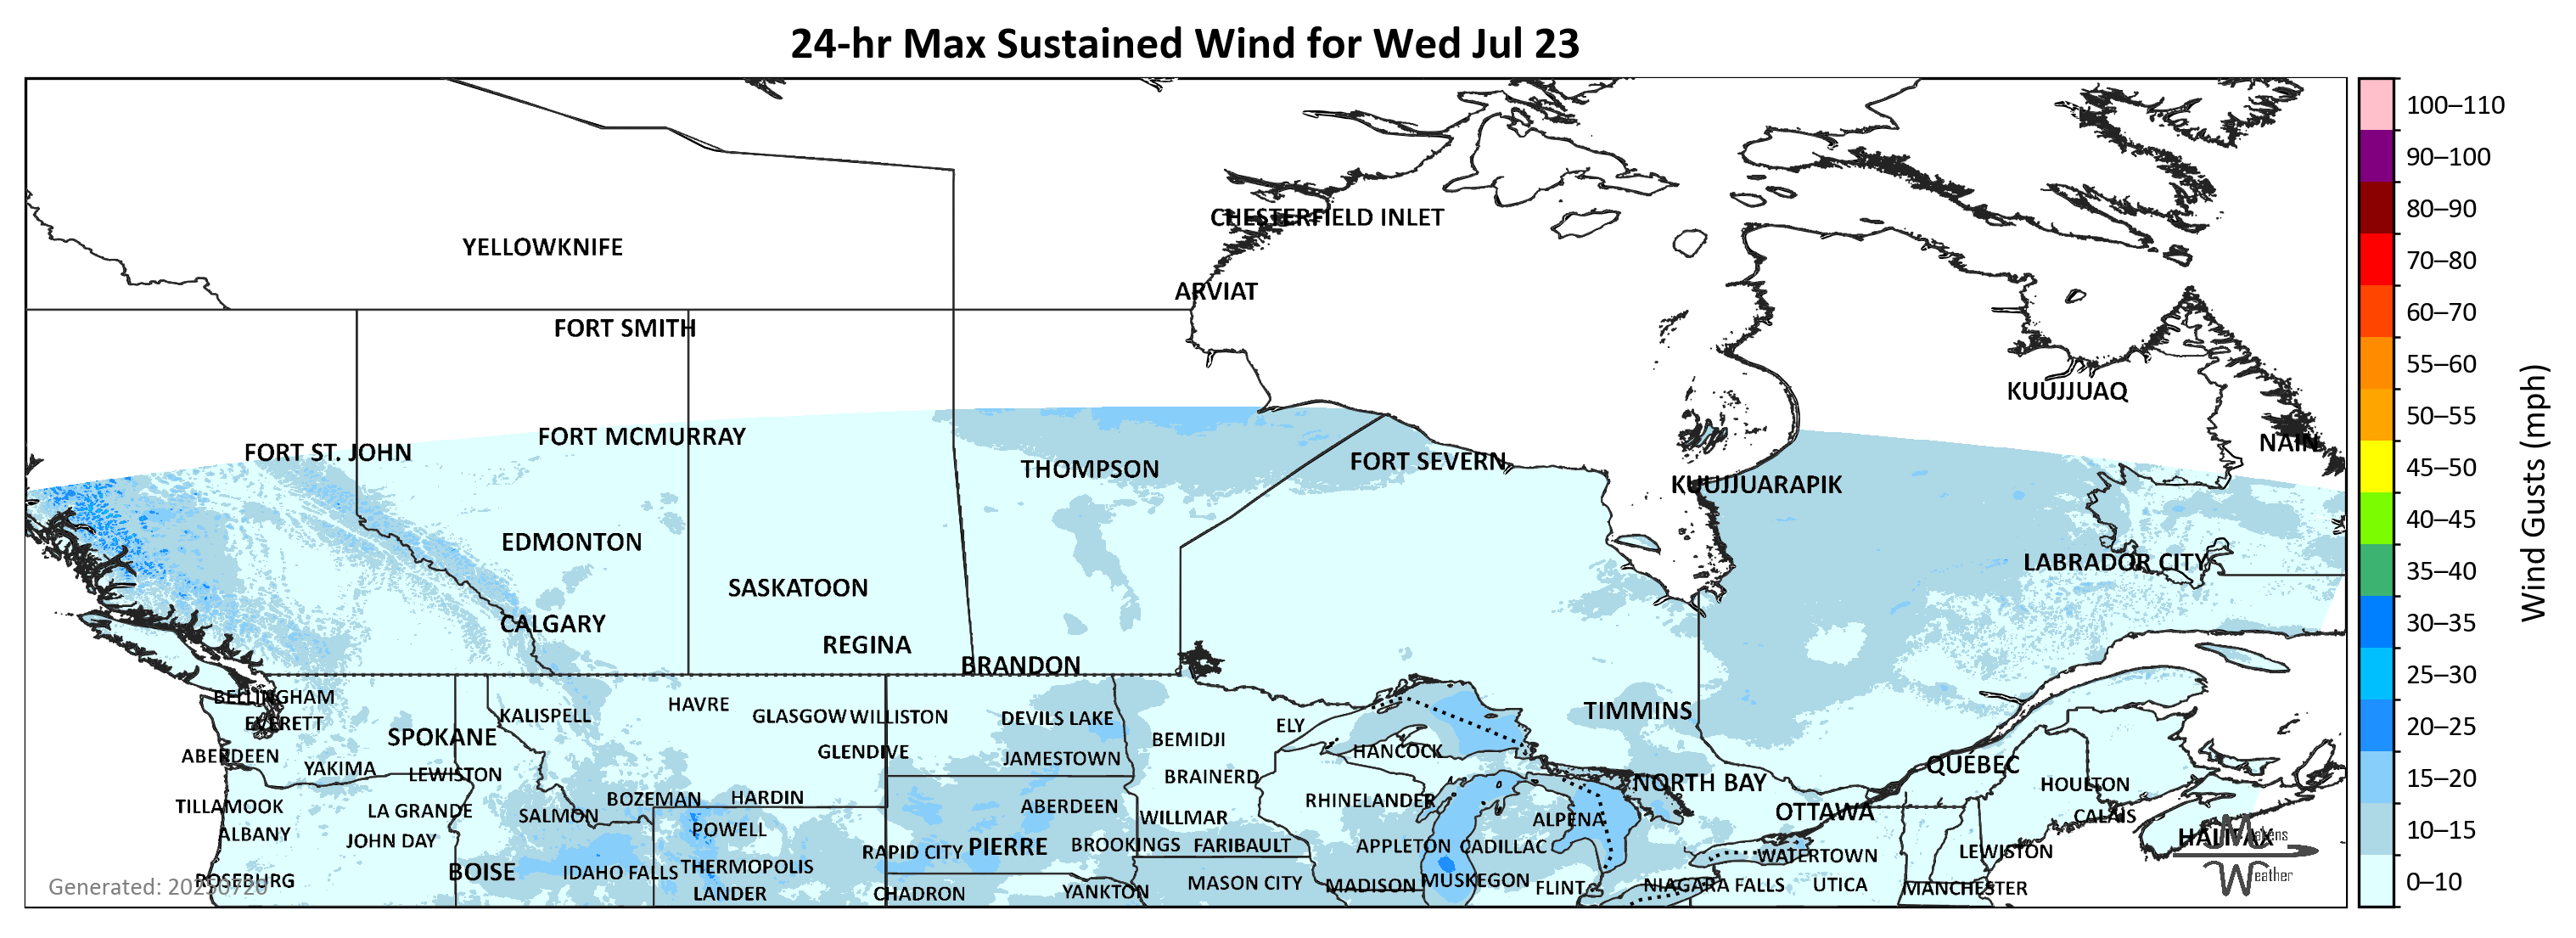 24-hr Max Sustained Wind for Wed Jul 23
100–110
90–100
80–90
70–80
60–70
55–60
50–55
45–50
40–45
35–40
30–35
25–30
20–25
15–20
10–15
0–10
Wind Gusts (mph)
CHESTERFIELD INLET
YELLOWKNIFE
ARVIAT
FORT SMITH
KUUJJUAQ
FORT MCMURRAY
NAIN
FORT ST. JOHN
FORT SEVERN
THOMPSON
KUUJJUARAPIK
EDMONTON
LABRADOR CITY
SASKATOON
CALGARY
REGINA
BRANDON
BELLINGHAM
HAVRE
TIMMINS
KALISPELL
GLASGOW
WILLISTON
DEVILS LAKE
EVERETT
ELY
SPOKANE
BEMIDJI
HANCOCK
GLENDIVE
ABERDEEN
JAMESTOWN
QUÉBEC
YAKIMA
LEWISTON
BRAINERD
NORTH BAY
HOULTON
BOZEMAN
HARDIN
RHINELANDER
TILLAMOOK
ABERDEEN
LA GRANDE
OTTAWA
SALMON
CALAIS
WILLMAR
ALPENA
POWELL
ALBANY
HALIFAX
Makens
JOHN DAY
BROOKINGS
FARIBAULT
APPLETON
CADILLAC
PIERRE
RAPID CITY
LEWISTON
WATERTOWN
THERMOPOLIS
BOISE
IDAHO FALLS
Weather
ROSEBURG
MUSKEGON
MASON CITY
MADISON
NIAGARA FALLS
UTICA
Generated: 20250720
FLINT
MANCHESTER
YANKTON
LANDER
CHADRON